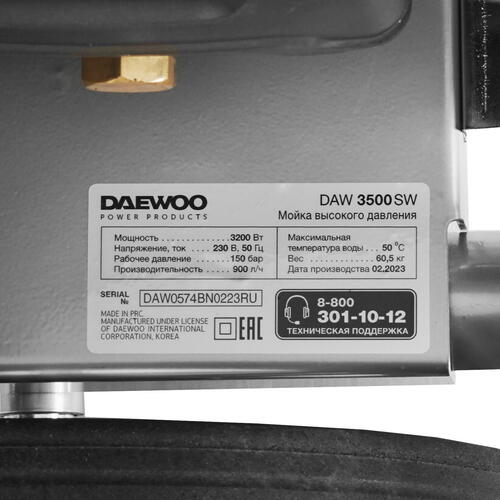 DAEWOO
POWER PRODUCTS
DAW 3500SW
Мойка высокого давления
Мощность ............ 3200 Вт
Напряжение, ток .... 230 В, 50 Гц
Рабочее давление ..... 150 бар
Производительность ..... 900 л/ч
Максимальная
температура воды ... 50 °C
Вес ............... 60,5 кг
Дата производства 02.2023
SERIAL № DAW0574BN0223RU
MADE IN PRC.
MANUFACTURED UNDER LICENSE
OF DAEWOO INTERNATIONAL
CORPORATION, KOREA
EAC
8-800
301-10-12
ТЕХНИЧЕСКАЯ ПОДДЕРЖКА